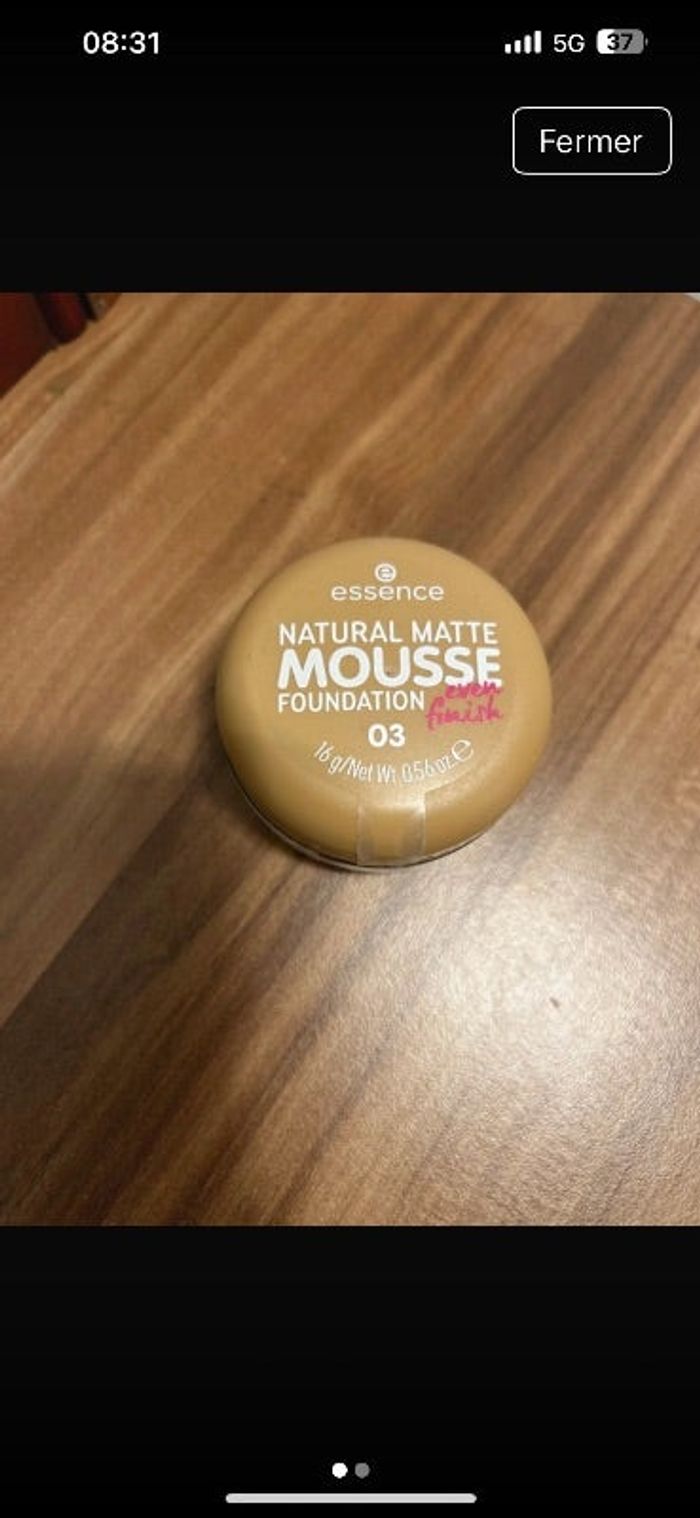 08:31
5G 37
Fermer
e
essence
NATURAL MATTE
MOUSSE
FOUNDATION
even
finish
03
16 g/Net Wt. 0.56 oz. ℮